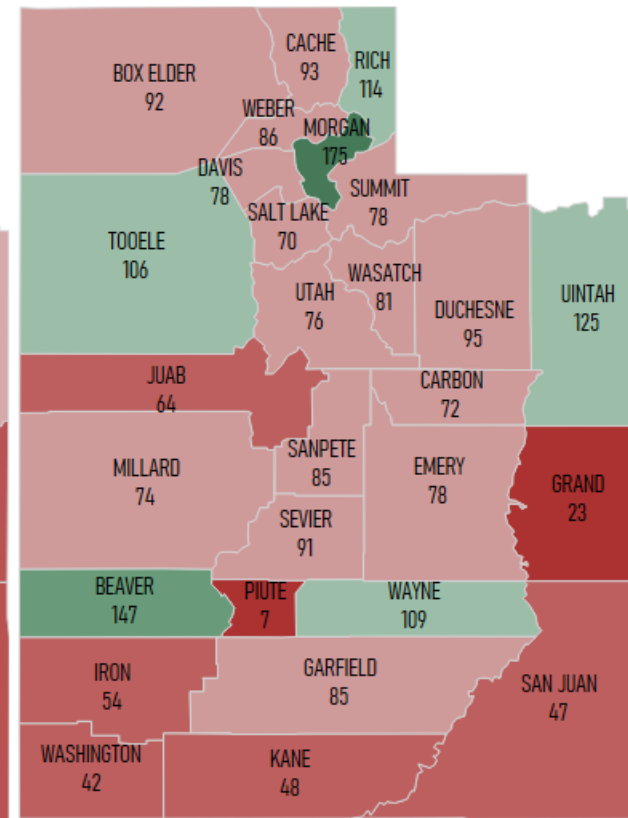 CACHE
93
RICH
114
BOX ELDER
92
WEBER
86
MORGAN
175
DAVIS
78
SUMMIT
78
SALT LAKE
70
TOOELE
106
WASATCH
81
UTAH
76
DUCHESNE
95
UINTAH
125
JUAB
64
CARBON
72
SANPETE
85
MILLARD
74
EMERY
78
GRAND
23
SEVIER
91
BEAVER
147
PIUTE
7
WAYNE
109
IRON
54
GARFIELD
85
SAN JUAN
47
WASHINGTON
42
KANE
48